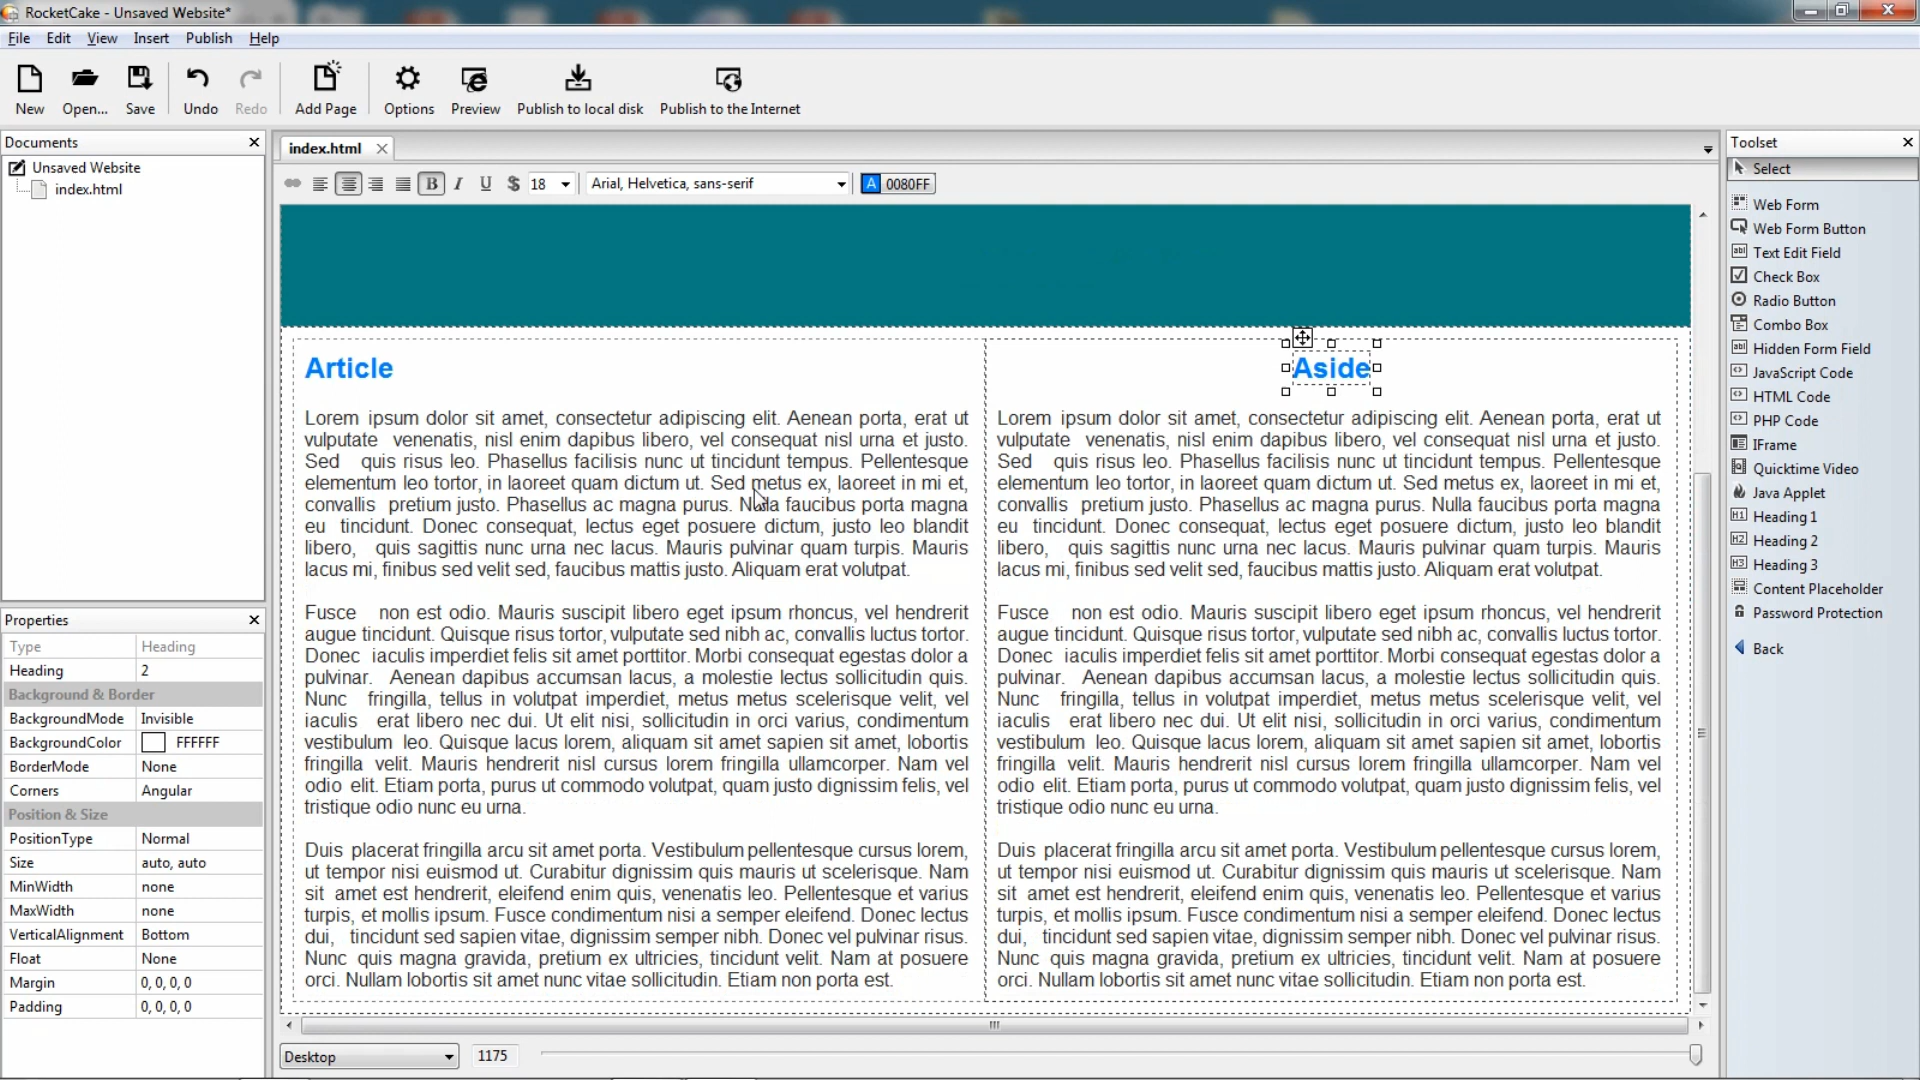 RocketCake - Unsaved Website*
File Edit View Insert Publish Help
New Open... Save Undo Redo Add Page Options Preview Publish to local disk Publish to the Internet
Documents
Unsaved Website
index.html
Properties
Type Heading
Heading 2
Background & Border
BackgroundMode Invisible
BackgroundColor FFFFFF
BorderMode None
Corners Angular
Position & Size
PositionType Normal
Size auto, auto
MinWidth none
MaxWidth none
VerticalAlignment Bottom
Float None
Margin 0, 0, 0, 0
Padding 0, 0, 0, 0
index.html
B I U $ 18 Arial, Helvetica, sans-serif A 0080FF
Article
Lorem ipsum dolor sit amet, consectetur adipiscing elit. Aenean porta, erat ut
vulputate venenatis, nisl enim dapibus libero, vel consequat nisl urna et justo.
Sed quis risus leo. Phasellus facilisis nunc ut tincidunt tempus. Pellentesque
elementum leo tortor, in laoreet quam dictum ut. Sed metus ex, laoreet in mi et,
convallis pretium justo. Phasellus ac magna purus. Nulla faucibus porta magna
eu tincidunt. Donec consequat, lectus eget posuere dictum, justo leo blandit
libero, quis sagittis nunc urna nec lacus. Mauris pulvinar quam turpis. Mauris
lacus mi, finibus sed velit sed, faucibus mattis justo. Aliquam erat volutpat.
Fusce non est odio. Mauris suscipit libero eget ipsum rhoncus, vel hendrerit
augue tincidunt. Quisque risus tortor, vulputate sed nibh ac, convallis luctus tortor.
Donec iaculis imperdiet felis sit amet porttitor. Morbi consequat egestas dolor a
pulvinar. Aenean dapibus accumsan lacus, a molestie lectus sollicitudin quis.
Nunc fringilla, tellus in volutpat imperdiet, metus metus scelerisque velit, vel
iaculis erat libero nec dui. Ut elit nisi, sollicitudin in orci varius, condimentum
vestibulum leo. Quisque lacus lorem, aliquam sit amet sapien sit amet, lobortis
fringilla velit. Mauris hendrerit nisl cursus lorem fringilla ullamcorper. Nam vel
odio elit. Etiam porta, purus ut commodo volutpat, quam justo dignissim felis, vel
tristique odio nunc eu urna.
Duis placerat fringilla arcu sit amet porta. Vestibulum pellentesque cursus lorem,
ut tempor nisi euismod ut. Curabitur dignissim quis mauris ut scelerisque. Nam
sit amet est hendrerit, eleifend enim quis, venenatis leo. Pellentesque et varius
turpis, et mollis ipsum. Fusce condimentum nisi a semper eleifend. Donec lectus
dui, tincidunt sed sapien vitae, dignissim semper nibh. Donec vel pulvinar risus.
Nunc quis magna gravida, pretium ex ultricies, tincidunt velit. Nam at posuere
orci. Nullam lobortis sit amet nunc vitae sollicitudin. Etiam non porta est.
Aside
Lorem ipsum dolor sit amet, consectetur adipiscing elit. Aenean porta, erat ut
vulputate venenatis, nisl enim dapibus libero, vel consequat nisl urna et justo.
Sed quis risus leo. Phasellus facilisis nunc ut tincidunt tempus. Pellentesque
elementum leo tortor, in laoreet quam dictum ut. Sed metus ex, laoreet in mi et,
convallis pretium justo. Phasellus ac magna purus. Nulla faucibus porta magna
eu tincidunt. Donec consequat, lectus eget posuere dictum, justo leo blandit
libero, quis sagittis nunc urna nec lacus. Mauris pulvinar quam turpis. Mauris
lacus mi, finibus sed velit sed, faucibus mattis justo. Aliquam erat volutpat.
Fusce non est odio. Mauris suscipit libero eget ipsum rhoncus, vel hendrerit
augue tincidunt. Quisque risus tortor, vulputate sed nibh ac, convallis luctus tortor.
Donec iaculis imperdiet felis sit amet porttitor. Morbi consequat egestas dolor a
pulvinar. Aenean dapibus accumsan lacus, a molestie lectus sollicitudin quis.
Nunc fringilla, tellus in volutpat imperdiet, metus metus scelerisque velit, vel
iaculis erat libero nec dui. Ut elit nisi, sollicitudin in orci varius, condimentum
vestibulum leo. Quisque lacus lorem, aliquam sit amet sapien sit amet, lobortis
fringilla velit. Mauris hendrerit nisl cursus lorem fringilla ullamcorper. Nam vel
odio elit. Etiam porta, purus ut commodo volutpat, quam justo dignissim felis, vel
tristique odio nunc eu urna.
Duis placerat fringilla arcu sit amet porta. Vestibulum pellentesque cursus lorem,
ut tempor nisi euismod ut. Curabitur dignissim quis mauris ut scelerisque. Nam
sit amet est hendrerit, eleifend enim quis, venenatis leo. Pellentesque et varius
turpis, et mollis ipsum. Fusce condimentum nisi a semper eleifend. Donec lectus
dui, tincidunt sed sapien vitae, dignissim semper nibh. Donec vel pulvinar risus.
Nunc quis magna gravida, pretium ex ultricies, tincidunt velit. Nam at posuere
orci. Nullam lobortis sit amet nunc vitae sollicitudin. Etiam non porta est.
Desktop 1175
Toolset
Select
Web Form
Web Form Button
Text Edit Field
Check Box
Radio Button
Combo Box
Hidden Form Field
JavaScript Code
HTML Code
PHP Code
IFrame
Quicktime Video
Java Applet
H1 Heading 1
H2 Heading 2
H3 Heading 3
Content Placeholder
Password Protection
Back